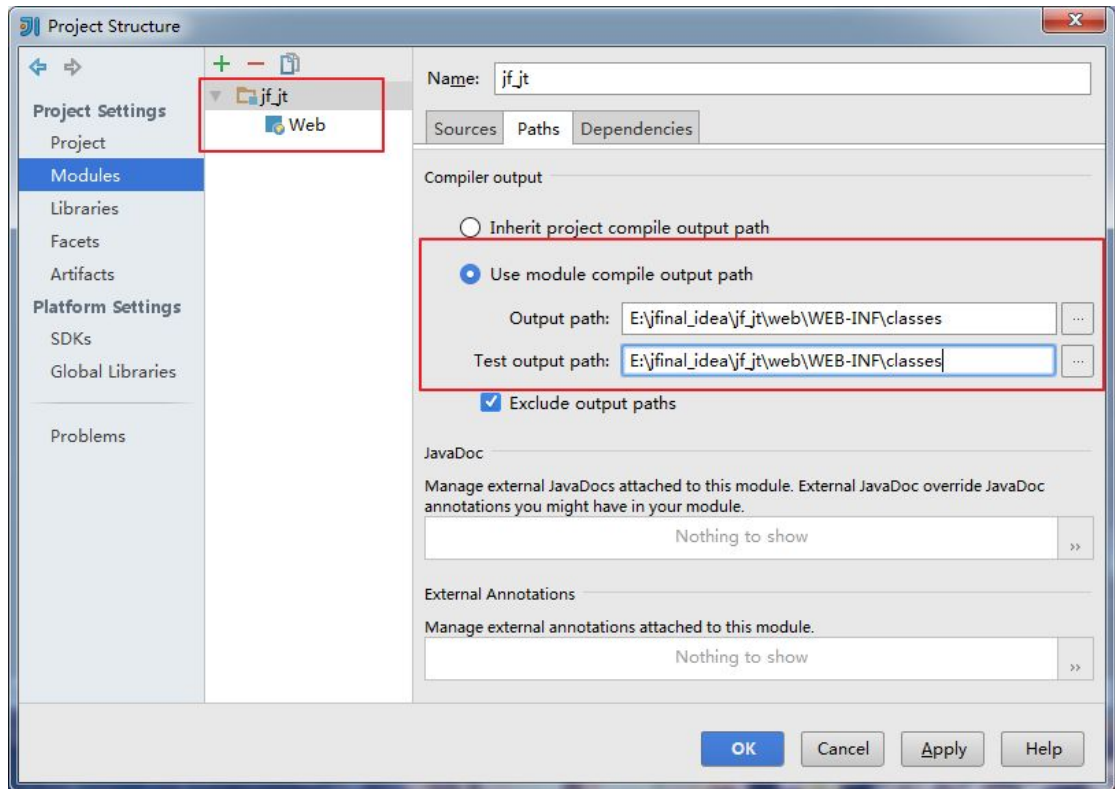 Project Structure
Project Settings
Project
Modules
Libraries
Facets
Artifacts
Platform Settings
SDKs
Global Libraries
Problems
jf_jt
Web
Name: jf_jt
Sources Paths Dependencies
Compiler output
Inherit project compile output path
Use module compile output path
Output path: E:\jfinal_idea\jf_jt\web\WEB-INF\classes ...
Test output path: E:\jfinal_idea\jf_jt\web\WEB-INF\classes ...
Exclude output paths
JavaDoc
Manage external JavaDocs attached to this module. External JavaDoc override JavaDoc
annotations you might have in your module.
Nothing to show
External Annotations
Manage external annotations attached to this module.
Nothing to show
OK Cancel Apply Help